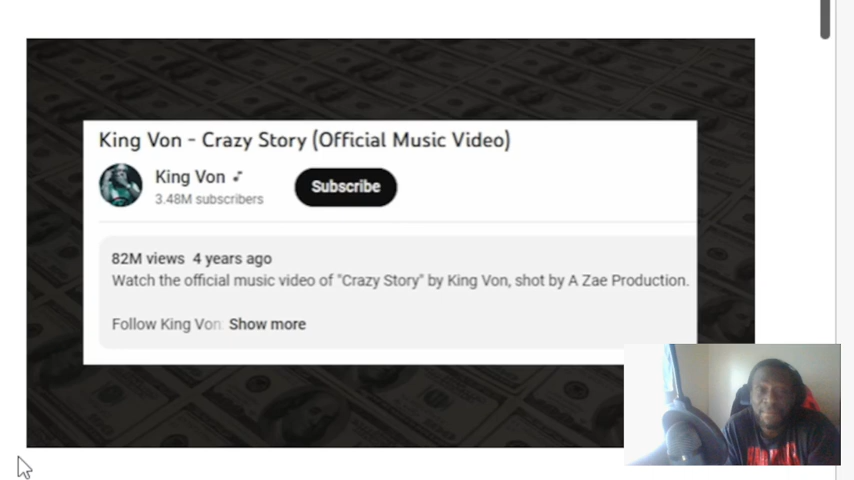 King Von - Crazy Story (Official Music Video)
King Von
3.48M subscribers
Subscribe
82M views 4 years ago
Watch the official music video of "Crazy Story" by King Von, shot by A Zae Production.
Follow King Von: Show more